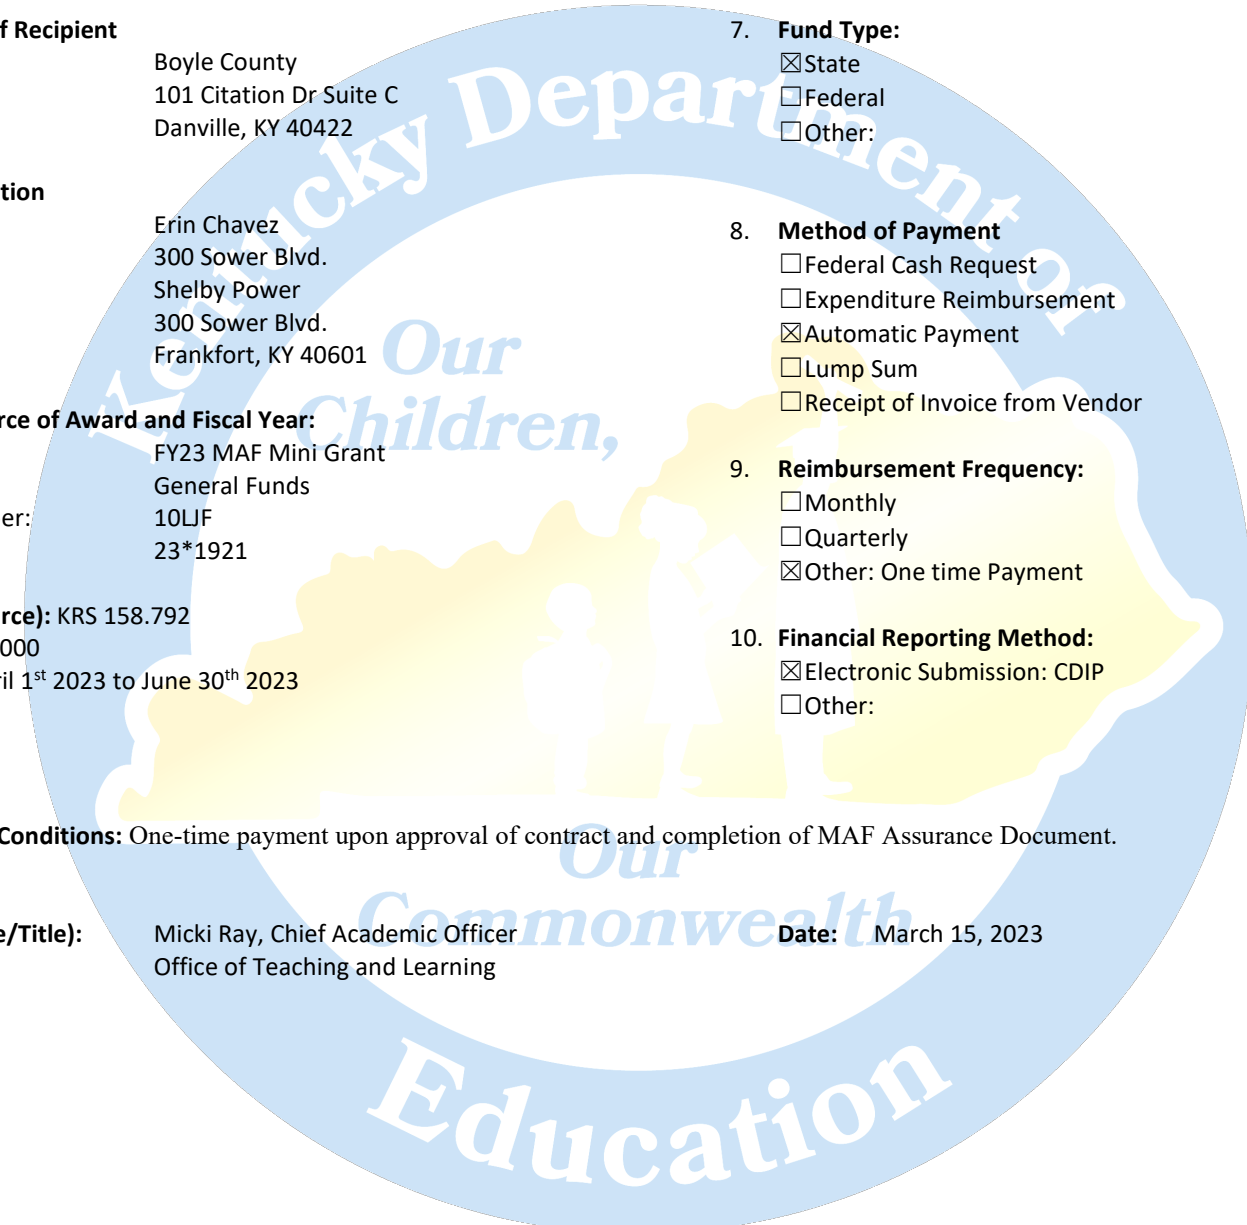 f Recipient
Boyle County
101 Citation Dr Suite C
Danville, KY 40422
tion
Erin Chavez
300 Sower Blvd.
Shelby Power
300 Sower Blvd.
Frankfort, KY 40601
rce of Award and Fiscal Year:
FY23 MAF Mini Grant
General Funds
er: 10LJF
23*1921
rce): KRS 158.792
000
ril 1st 2023 to June 30th 2023
7. Fund Type:
☒State
☐Federal
☐Other:
8. Method of Payment
☐Federal Cash Request
☐Expenditure Reimbursement
☒Automatic Payment
☐Lump Sum
☐Receipt of Invoice from Vendor
9. Reimbursement Frequency:
☐Monthly
☐Quarterly
☒Other: One time Payment
10. Financial Reporting Method:
☒Electronic Submission: CDIP
☐Other:
Conditions: One-time payment upon approval of contract and completion of MAF Assurance Document.
e/Title): Micki Ray, Chief Academic Officer Date: March 15, 2023
Office of Teaching and Learning
Kentucky Department of
Education
Our
Children,
Our
Commonwealth